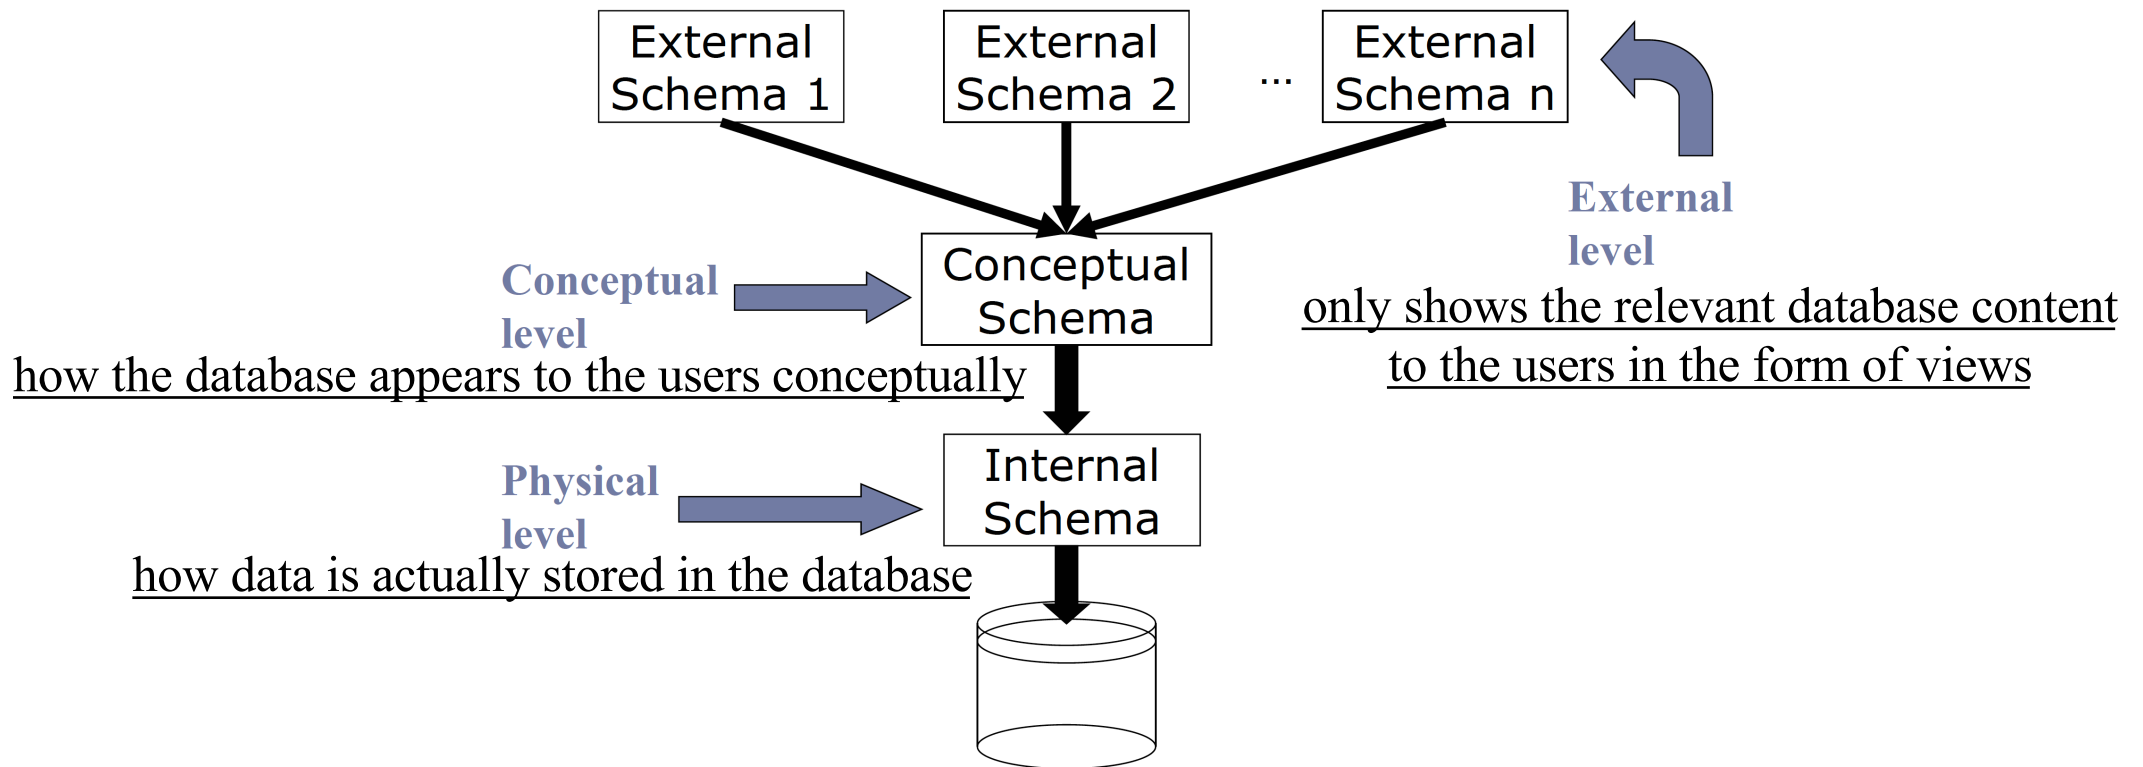 External
Schema 1
External
Schema 2
...
External
Schema n
External
level
only shows the relevant database content
to the users in the form of views
Conceptual
level
how the database appears to the users conceptually
Conceptual
Schema
Physical
level
how data is actually stored in the database
Internal
Schema